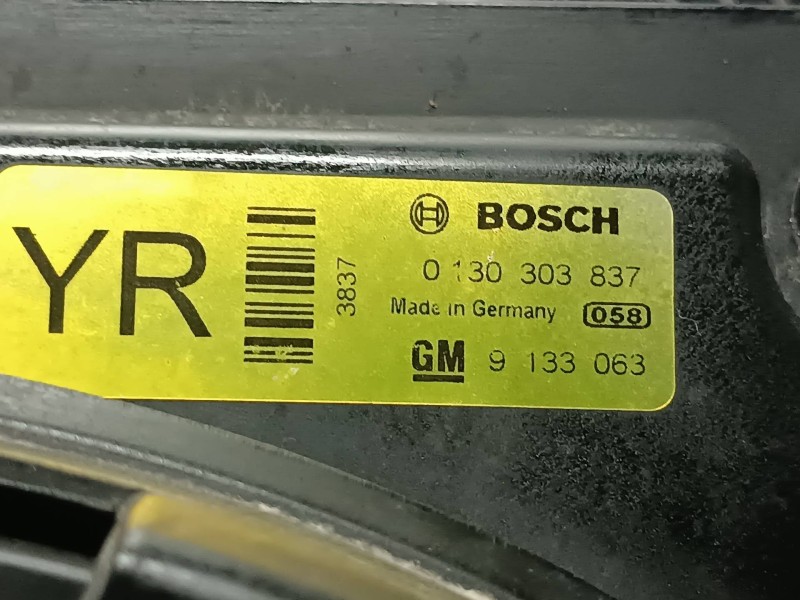 YR
3837
BOSCH
0 130 303 837
Made in Germany 058
GM 9 133 063